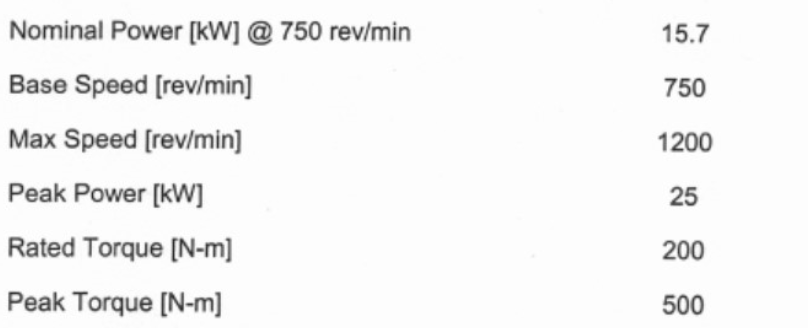 Nominal Power [kW] @ 750 rev/min 15.7
Base Speed [rev/min] 750
Max Speed [rev/min] 1200
Peak Power [kW] 25
Rated Torque [N-m] 200
Peak Torque [N-m] 500